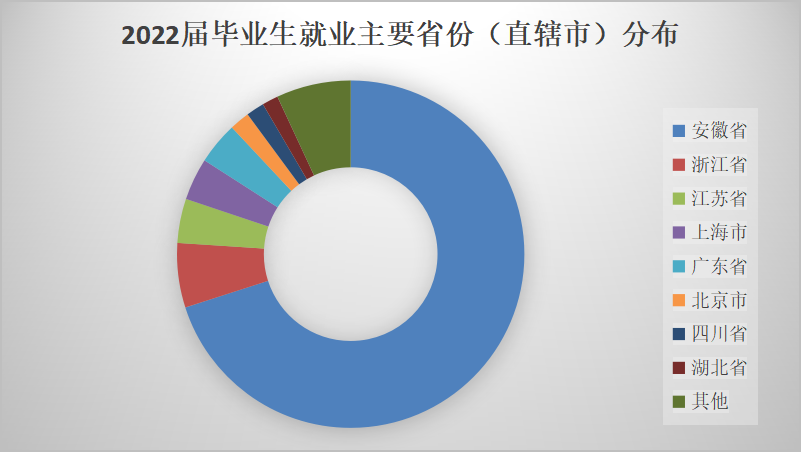 2022届毕业生就业主要省份（直辖市）分布
安徽省
浙江省
江苏省
上海市
广东省
北京市
四川省
湖北省
其他